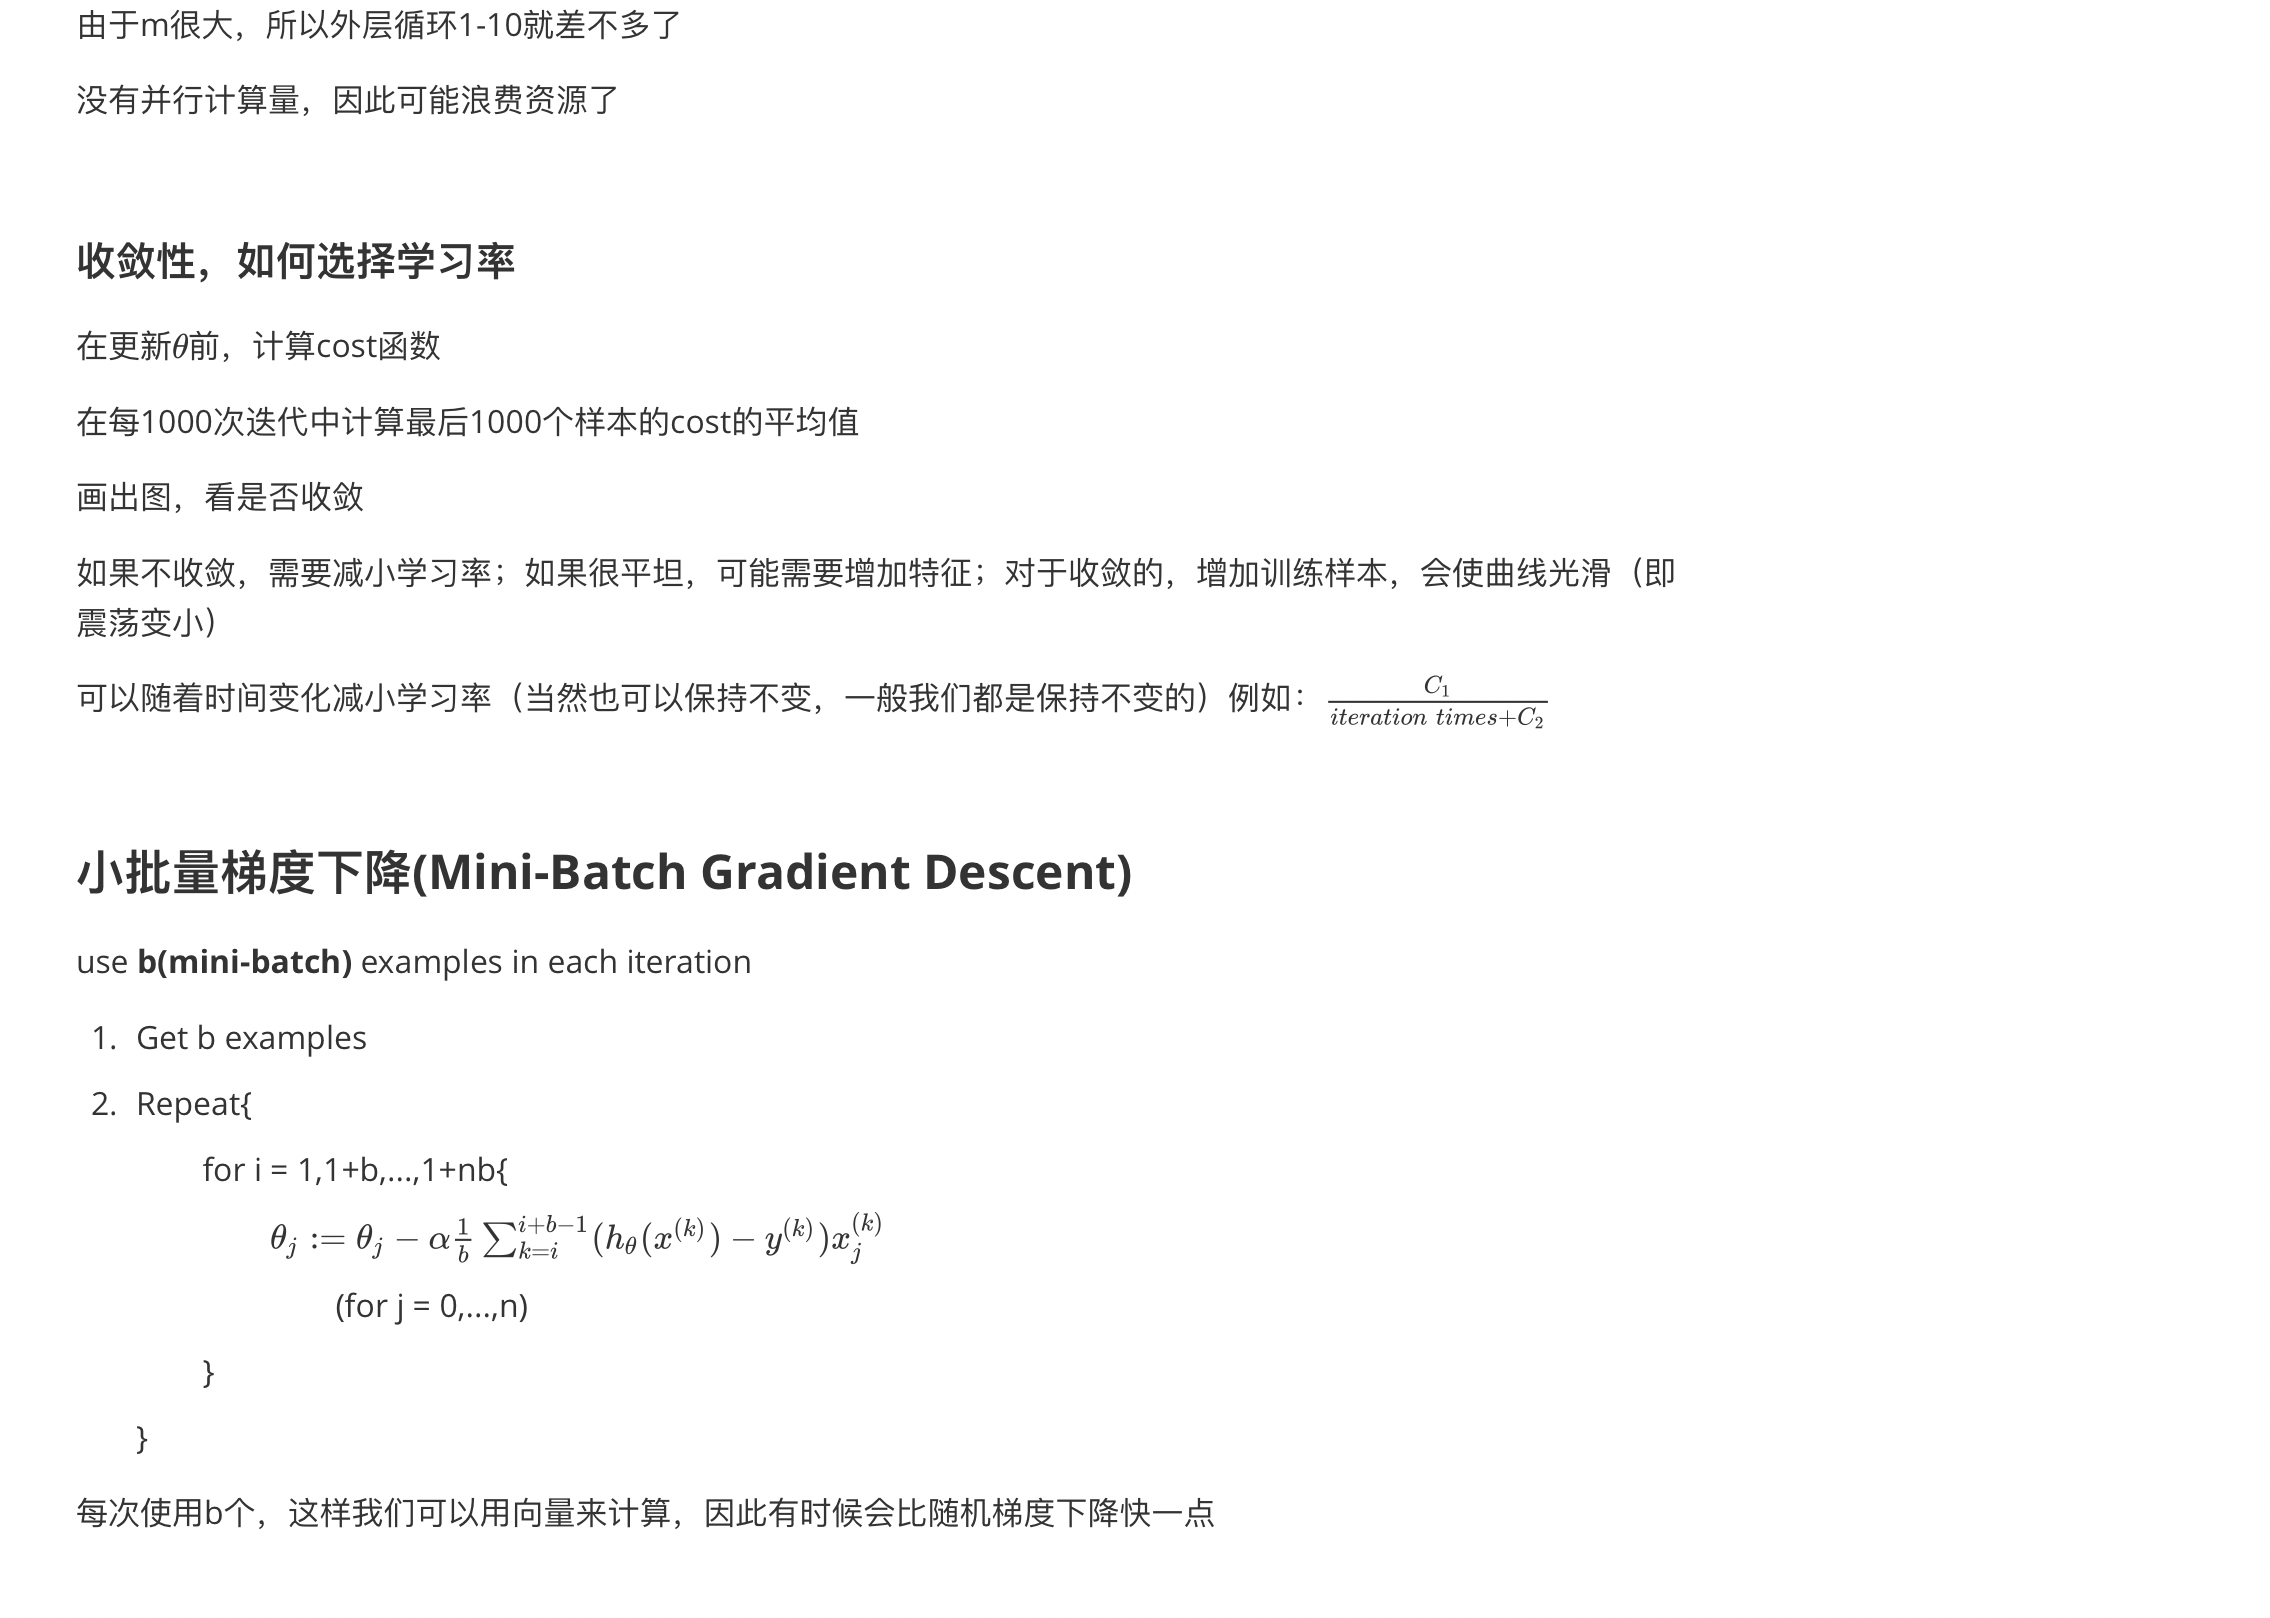 由于m很大，所以外层循环1-10就差不多了
没有并行计算量，因此可能浪费资源了
收敛性，如何选择学习率
在更新θ前，计算cost函数
在每1000次迭代中计算最后1000个样本的cost的平均值
画出图，看是否收敛
如果不收敛，需要减小学习率；如果很平坦，可能需要增加特征；对于收敛的，增加训练样本，会使曲线光滑（即
震荡变小）
可以随着时间变化减小学习率（当然也可以保持不变，一般我们都是保持不变的）例如：$\frac{C_1}{iteration\ times+C_2}$
小批量梯度下降(Mini-Batch Gradient Descent)
use b(mini-batch) examples in each iteration
1. Get b examples
2. Repeat{
for i = 1,1+b,...,1+nb{
$\theta_j := \theta_j - \alpha\frac{1}{b}\sum_{k=i}^{i+b-1}(h_\theta(x^{(k)}) - y^{(k)})x_j^{(k)}$
(for j = 0,...,n)
}
}
每次使用b个，这样我们可以用向量来计算，因此有时候会比随机梯度下降快一点